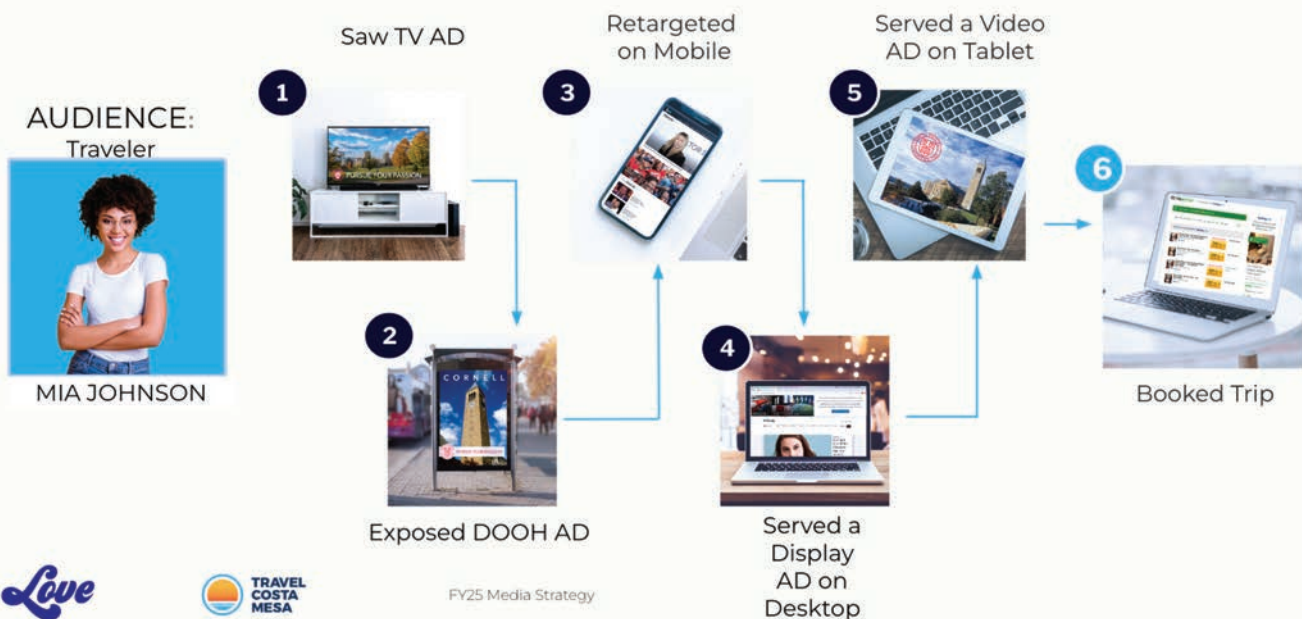 Saw TV AD
Retargeted
on Mobile
Served a Video
AD on Tablet
1
3
5
AUDIENCE:
Traveler
PURSUE YOUR PASSION
6
MIA JOHNSON
2
CORNELL
4
Booked Trip
Exposed DOOH AD
Served a
Display
AD on
Desktop
Love
TRAVEL
COSTA
MESA
FY25 Media Strategy